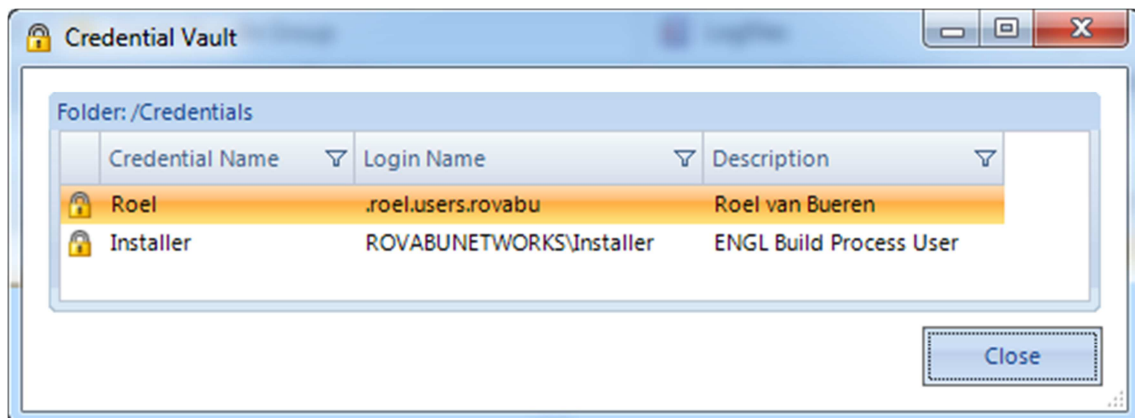 Credential Vault
Folder: /Credentials
Credential Name Login Name Description
Roel .roel.users.rovabu Roel van Bueren
Installer ROVABUNETWORKS\Installer ENGL Build Process User
Close